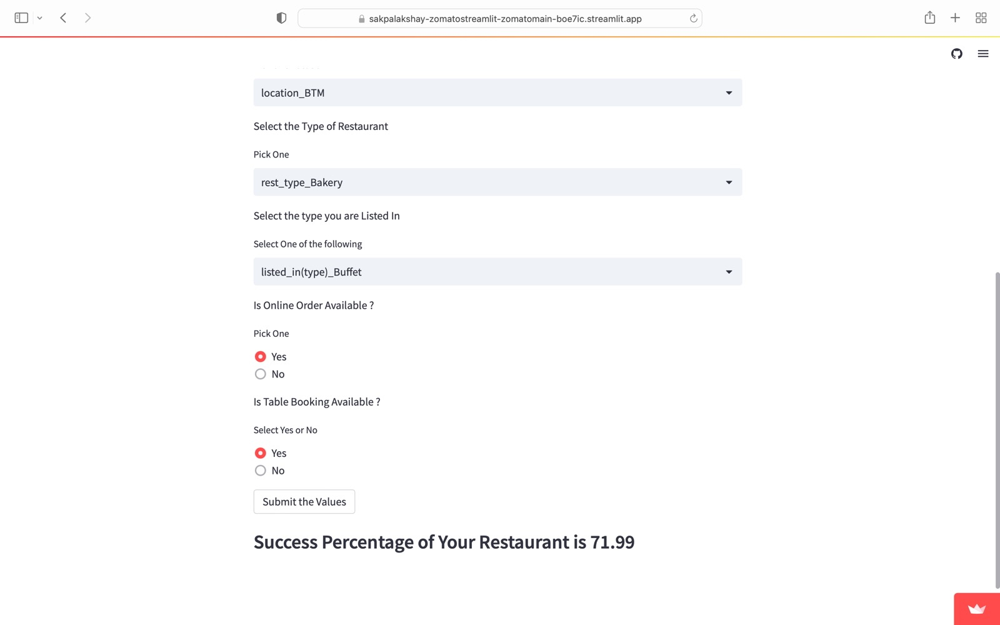 sakpalakshay-zomatostreamlit-zomatomain-boe7ic.streamlit.app
location_BTM
Select the Type of Restaurant
Pick One
rest_type_Bakery
Select the type you are Listed In
Select One of the following
listed_in(type)_Buffet
Is Online Order Available ?
Pick One
Yes
No
Is Table Booking Available ?
Select Yes or No
Yes
No
Submit the Values
Success Percentage of Your Restaurant is 71.99